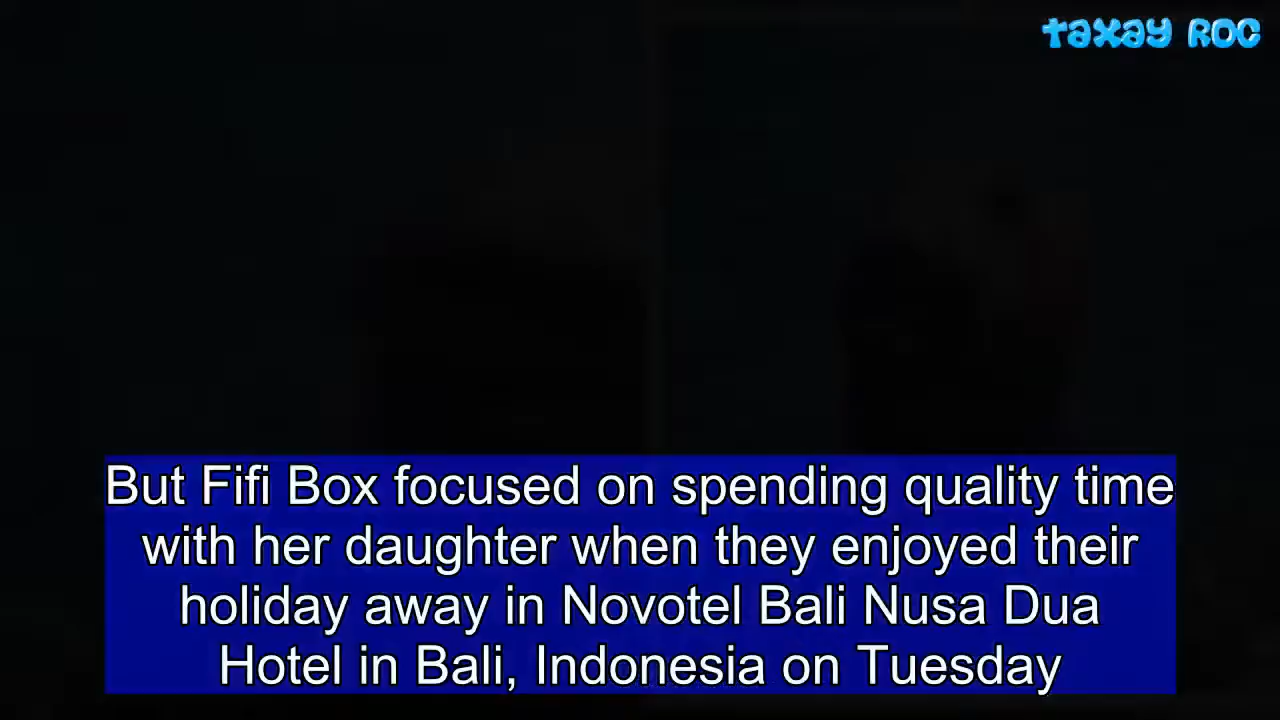 TAXAY ROC
But Fifi Box focused on spending quality time
with her daughter when they enjoyed their
holiday away in Novotel Bali Nusa Dua
Hotel in Bali, Indonesia on Tuesday